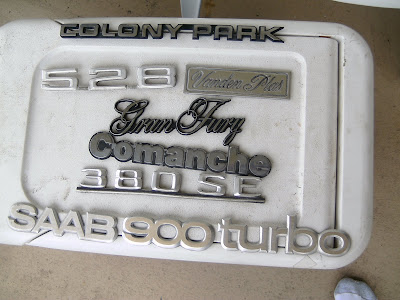 COLONY PARK
528 Vanden Plas
Gran Fury
Comanche
380 SE
SAAB 900 turbo